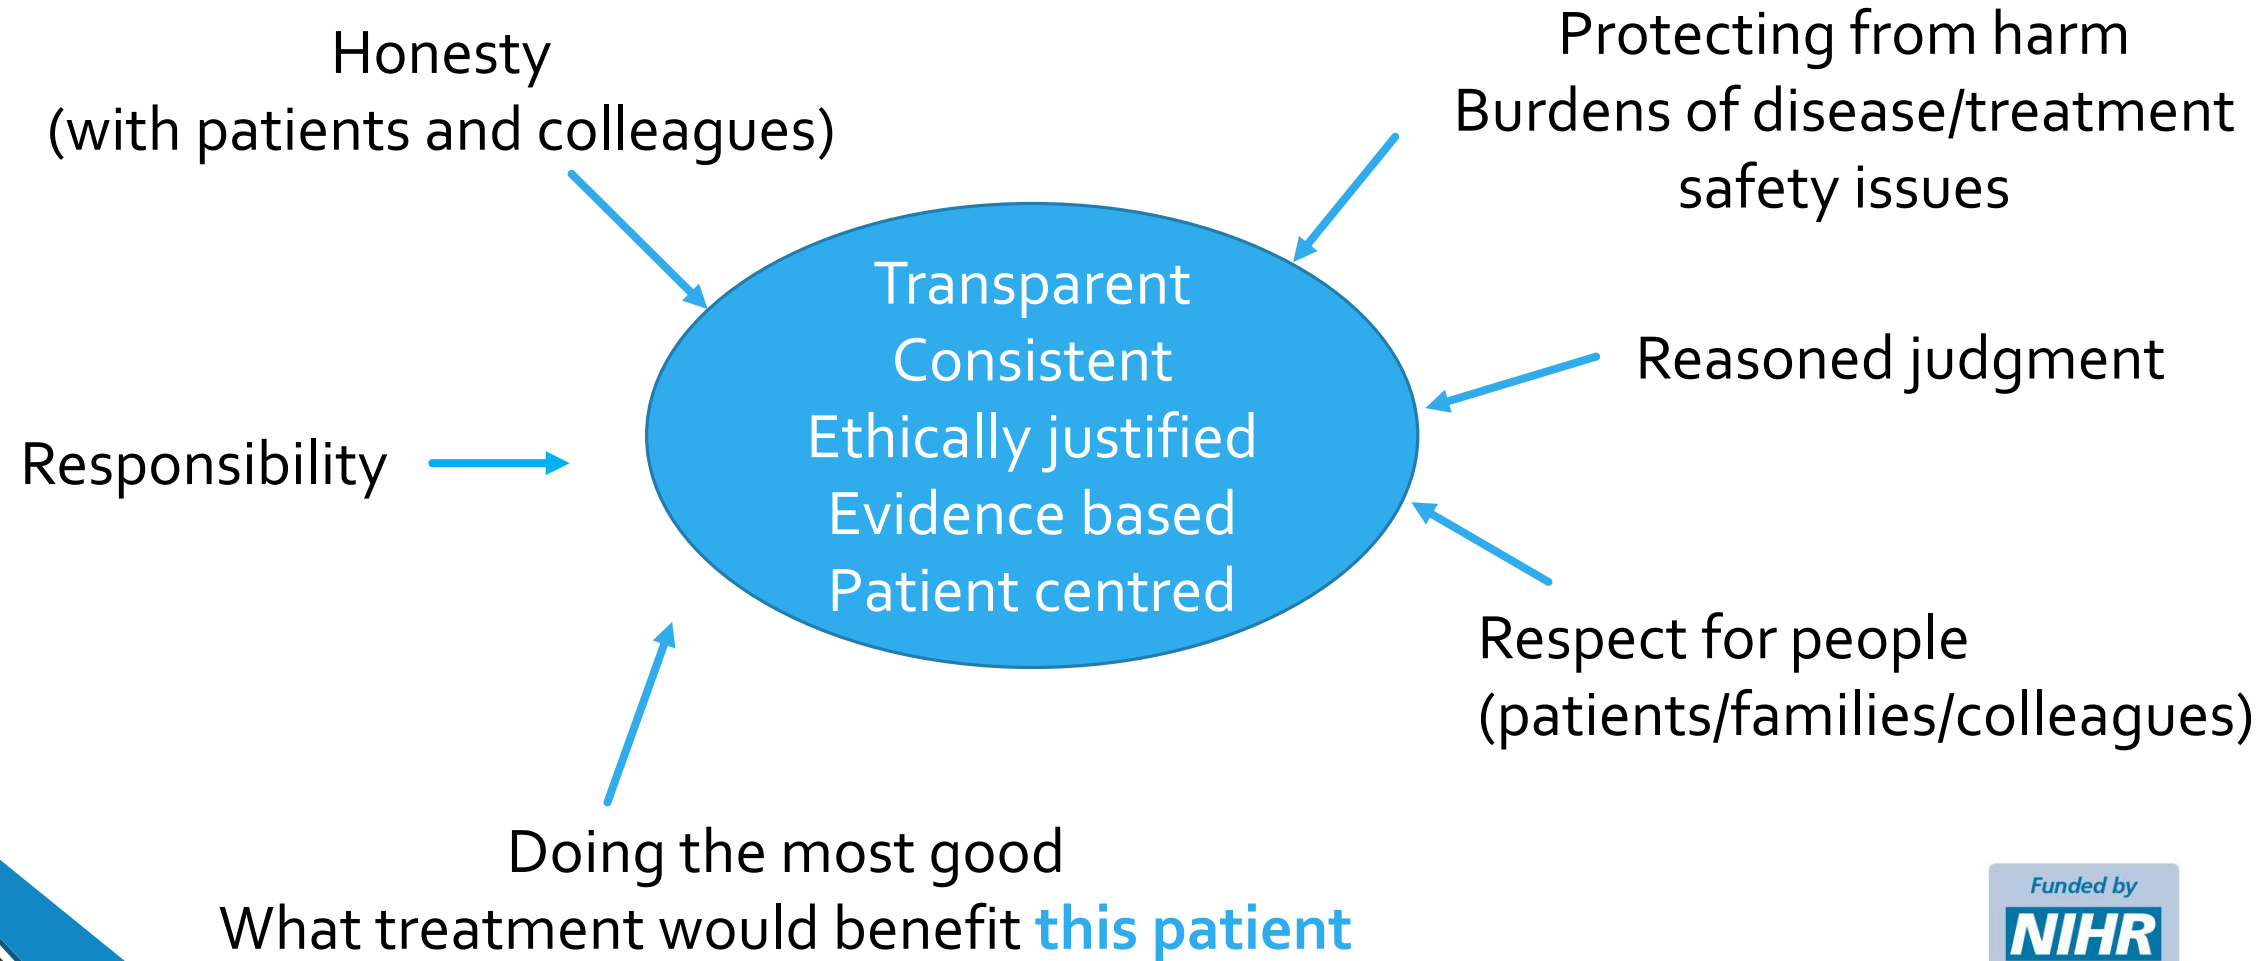 Honesty
(with patients and colleagues)
Protecting from harm
Burdens of disease/treatment
safety issues
Transparent
Consistent
Ethically justified
Evidence based
Patient centred
Reasoned judgment
Responsibility
Respect for people
(patients/families/colleagues)
Doing the most good
What treatment would benefit this patient
Funded by
NIHR